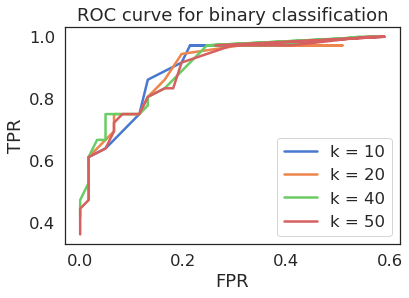 ROC curve for binary classification
1.0
0.8
0.6
0.4
TPR
k = 10
k = 20
k = 40
k = 50
0.0 0.2 0.4 0.6
FPR